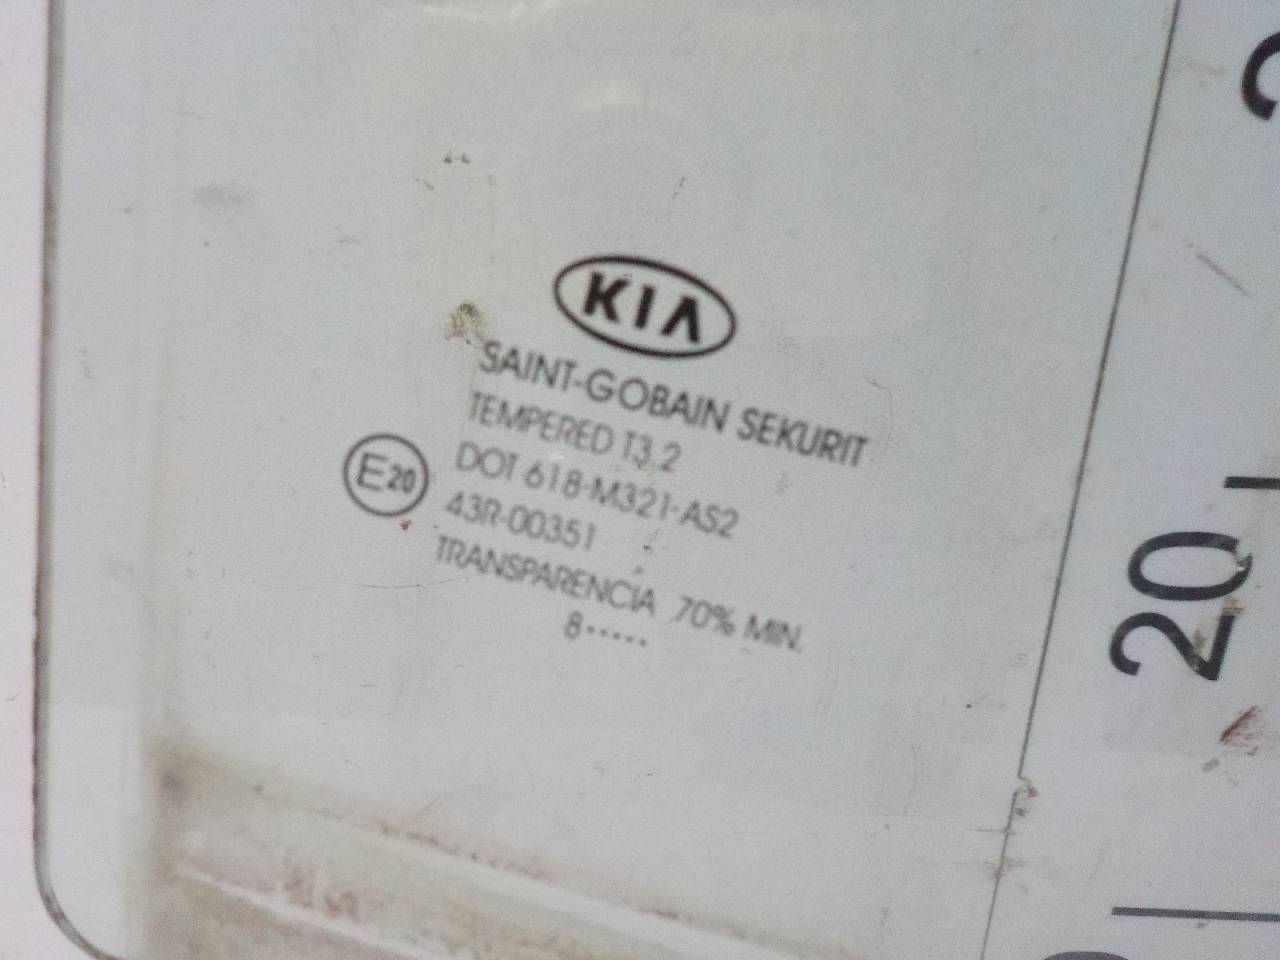 KIA
SAINT-GOBAIN SEKURIT
TEMPERED T3.2
DOT 618-M321-AS2
E20
43R-00351
TRANSPARENCIA 70% MIN.
8•••••
20